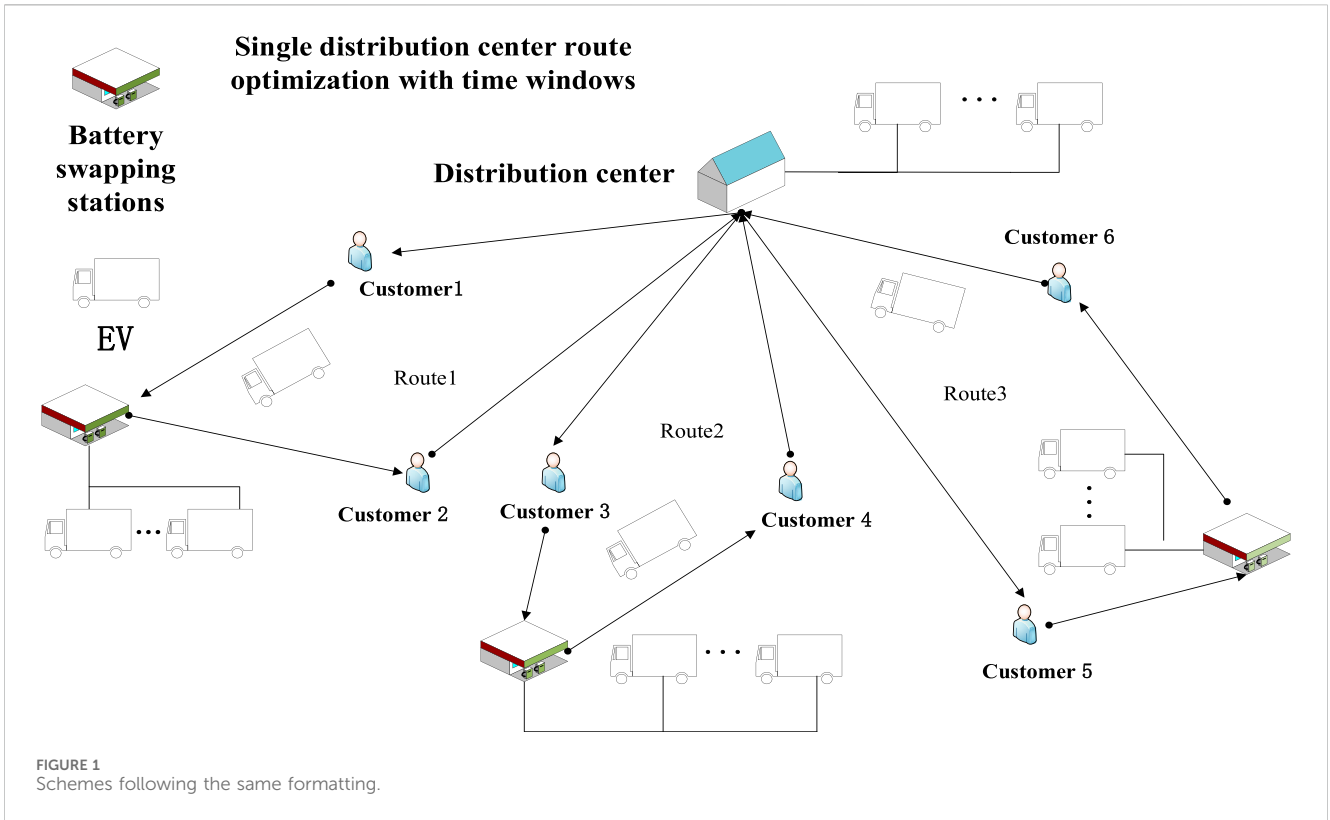 Single distribution center route
optimization with time windows
Battery
swapping
stations
Distribution center
EV
Customer1
Customer 6
Route1
Route2
Route3
Customer 2
Customer 3
Customer 4
Customer 5
FIGURE 1
Schemes following the same formatting.